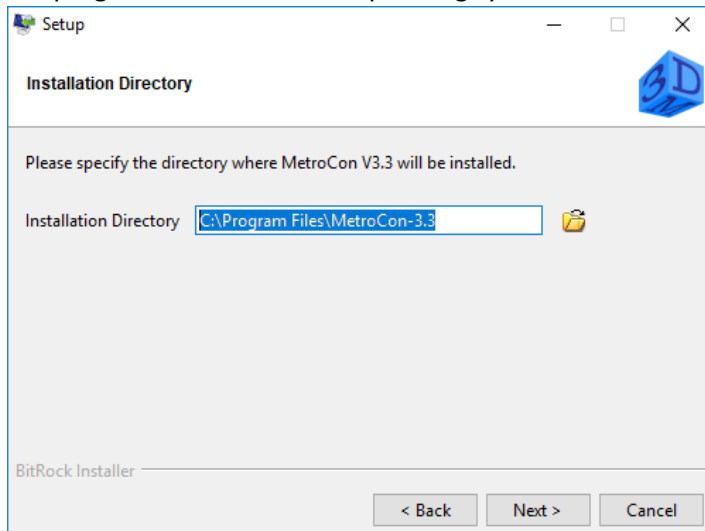 Setup
Installation Directory
3D
M
Please specify the directory where MetroCon V3.3 will be installed.
Installation Directory C:\Program Files\MetroCon-3.3
BitRock Installer
< Back Next > Cancel